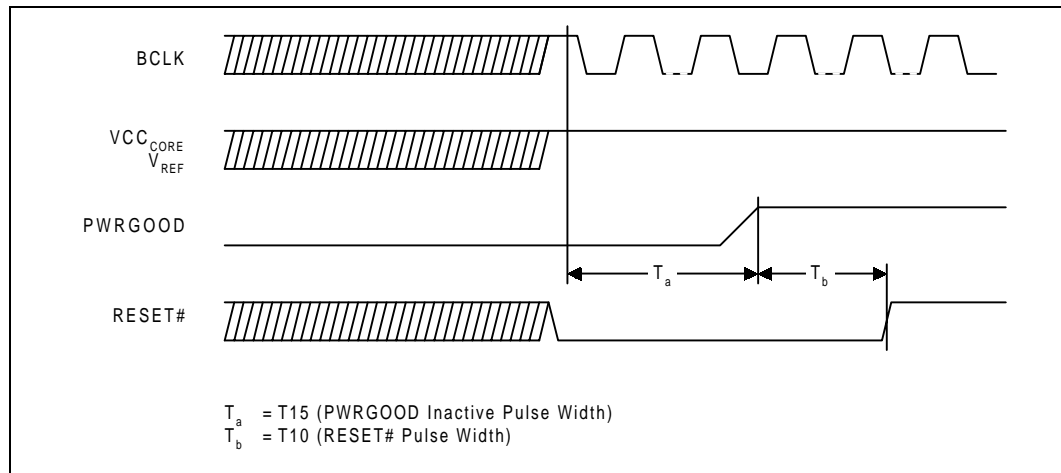 BCLK
VCC CORE
V REF
PWRGOOD
T a T b
RESET#
T a = T15 (PWRGOOD Inactive Pulse Width)
T b = T10 (RESET# Pulse Width)